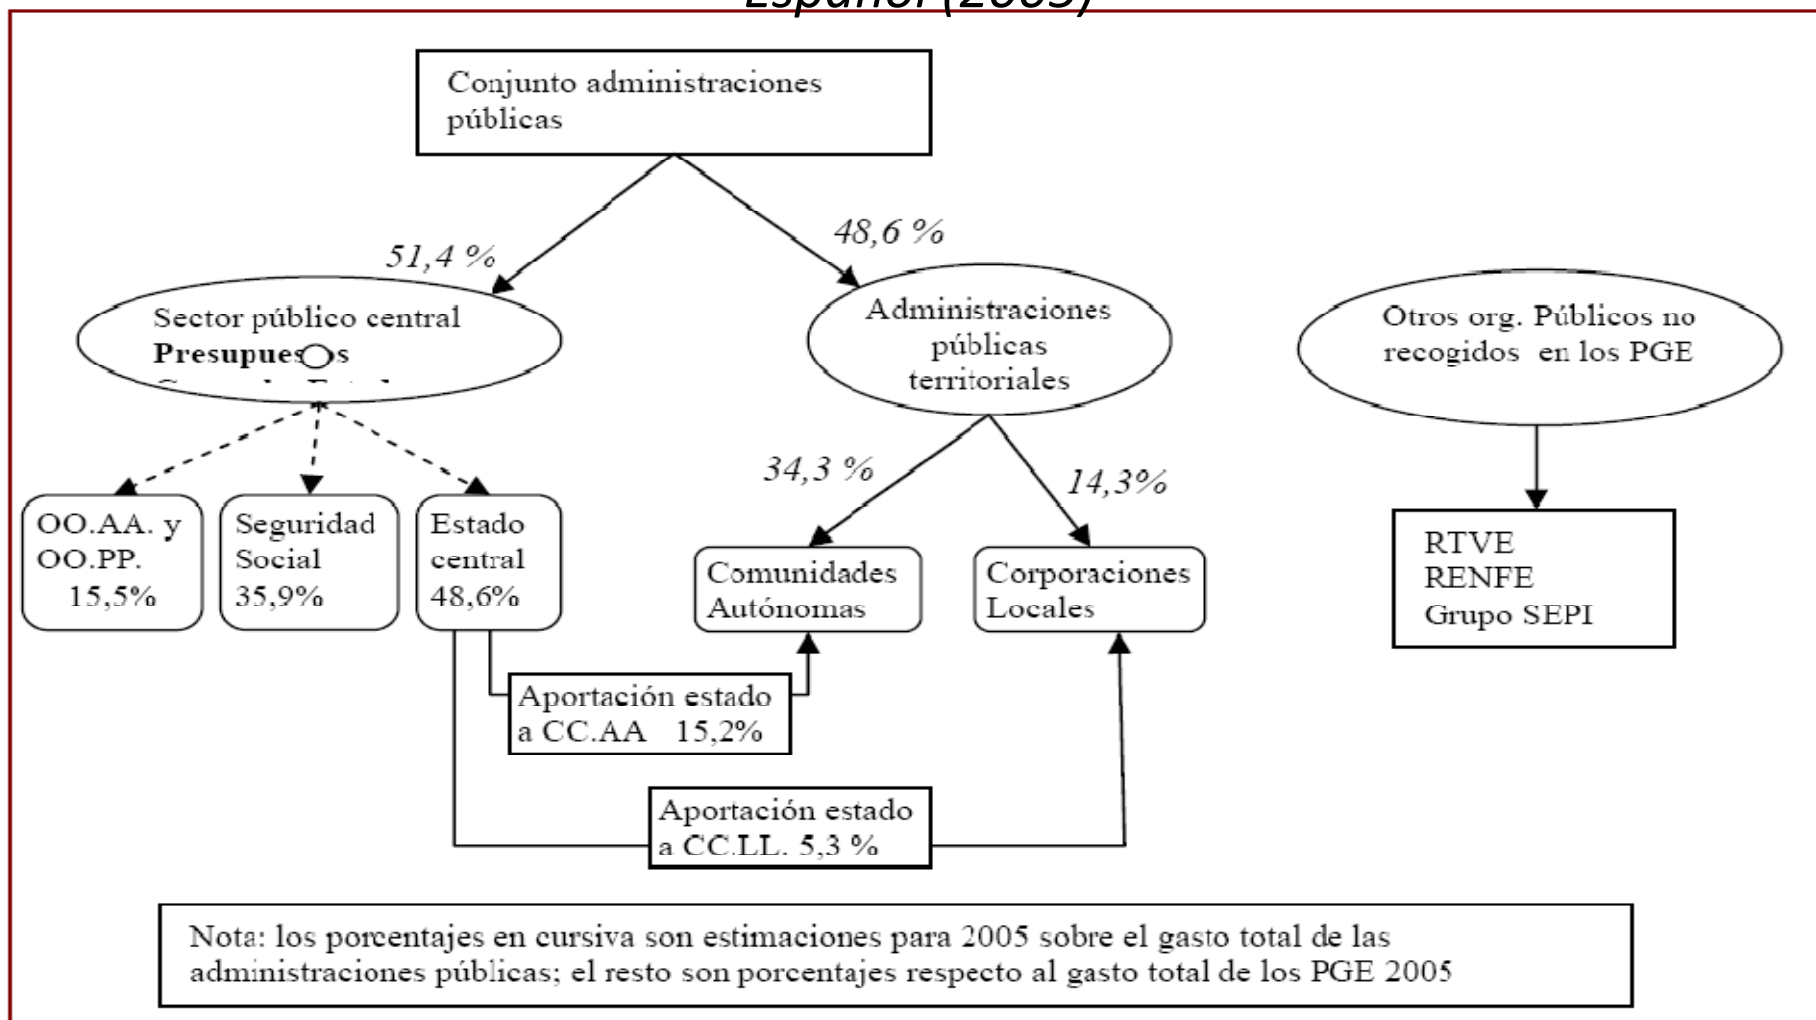 Español (2005)
Conjunto administraciones
públicas
51,4 %
48,6 %
Sector público central
Administraciones
públicas
territoriales
Otros org. Públicos no
recogidos en los PGE
34,3 %
14,3%
OO.AA. y
OO.PP.
15,5%
Seguridad
Social
35,9%
Estado
central
48,6%
Comunidades
Autónomas
Corporaciones
Locales
RTVE
RENFE
Grupo SEPI
Aportación estado
a CC.AA 15,2%
Aportación estado
a CC.LL. 5,3 %
Nota: los porcentajes en cursiva son estimaciones para 2005 sobre el gasto total de las
administraciones públicas; el resto son porcentajes respecto al gasto total de los PGE 2005